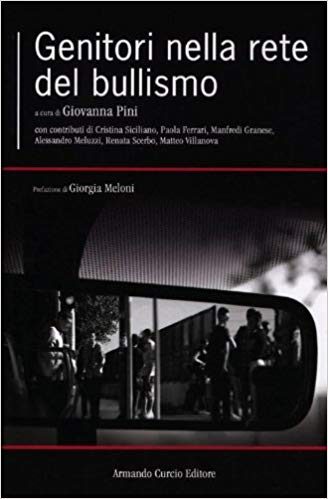 Genitori nella rete
del bullismo
a cura di Giovanna Pini
con contributi di Cristina Siciliano, Paola Ferrari, Manfredi Granese,
Alessandro Meluzzi, Renata Scerbo, Matteo Villanova
Prefazione di Giorgia Meloni
Armando Curcio Editore